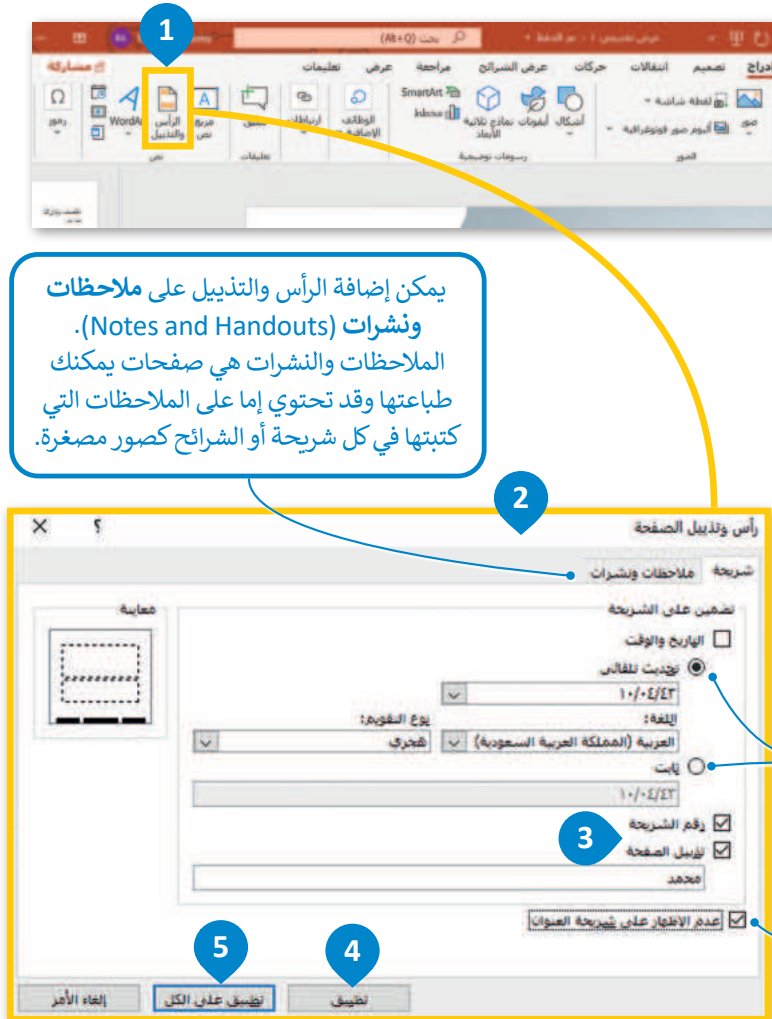 1
بحث (Alt+Q)
مشاركة
إدراج تصميم انتقالات حركات عرض الشرائح مراجعة عرض تعليمات
لقطة شاشة
ألبوم صور فوتوغرافية
صور
الصور
أشكال أيقونات نماذج ثلاثية الأبعاد
SmartArt
رسومات توضيحية
الوظائف الإضافية
ارتباطات
تعليق
تعليقات
مربع نص
الرأس والتذييل
WordArt
رموز
نص
يمكن إضافة الرأس والتذييل على ملاحظات
ونشرات (Notes and Handouts).
الملاحظات والنشرات هي صفحات يمكنك
طباعتها وقد تحتوي إما على الملاحظات التي
كتبتها في كل شريحة أو الشرائح كصور مصغرة.
2
رأس وتذييل الصفحة ؟ ×
شريحة ملاحظات ونشرات
تضمين على الشريحة
معاينة
التاريخ والوقت
تحديث تلقائي
١٠/٠٤/٤٣
اللغة: نوع التقويم:
العربية (المملكة العربية السعودية) هجري
ثابت
١٠/٠٤/٤٣
رقم الشريحة
3
تذييل الصفحة
محمد
عدم الإظهار على شريحة العنوان
4
5
تطبيق تطبيق على الكل إلغاء الأمر